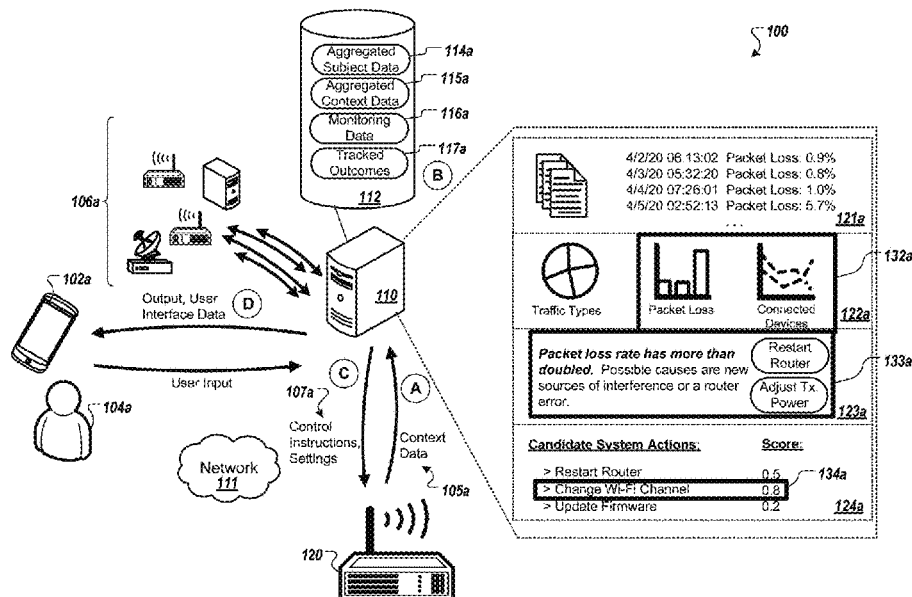 100
Aggregated
Subject Data
114a
Aggregated
Context Data
115a
Monitoring
Data
116a
Tracked
Outcomes
117a
112
B
106a
102a
Output, User
Interface Data
D
User Input
104a
110
C
A
107a
Control
Instructions,
Settings
Context
Data
105a
Network
111
120
4/2/20 06:13:02 Packet Loss: 0.9%
4/3/20 05:32:20 Packet Loss: 0.8%
4/4/20 07:26:01 Packet Loss: 1.0%
4/5/20 02:52:13 Packet Loss: 5.7%
...
121a
Traffic Types
Packet Loss
Connected
Devices
132a
122a
Packet loss rate has more than
doubled. Possible causes are new
sources of interference or a router
error.
Restart
Router
Adjust Tx.
Power
133a
123a
Candidate System Actions: Score:
> Restart Router 0.5
> Change Wi-Fi Channel 0.8
> Update Firmware 0.2
134a
124a